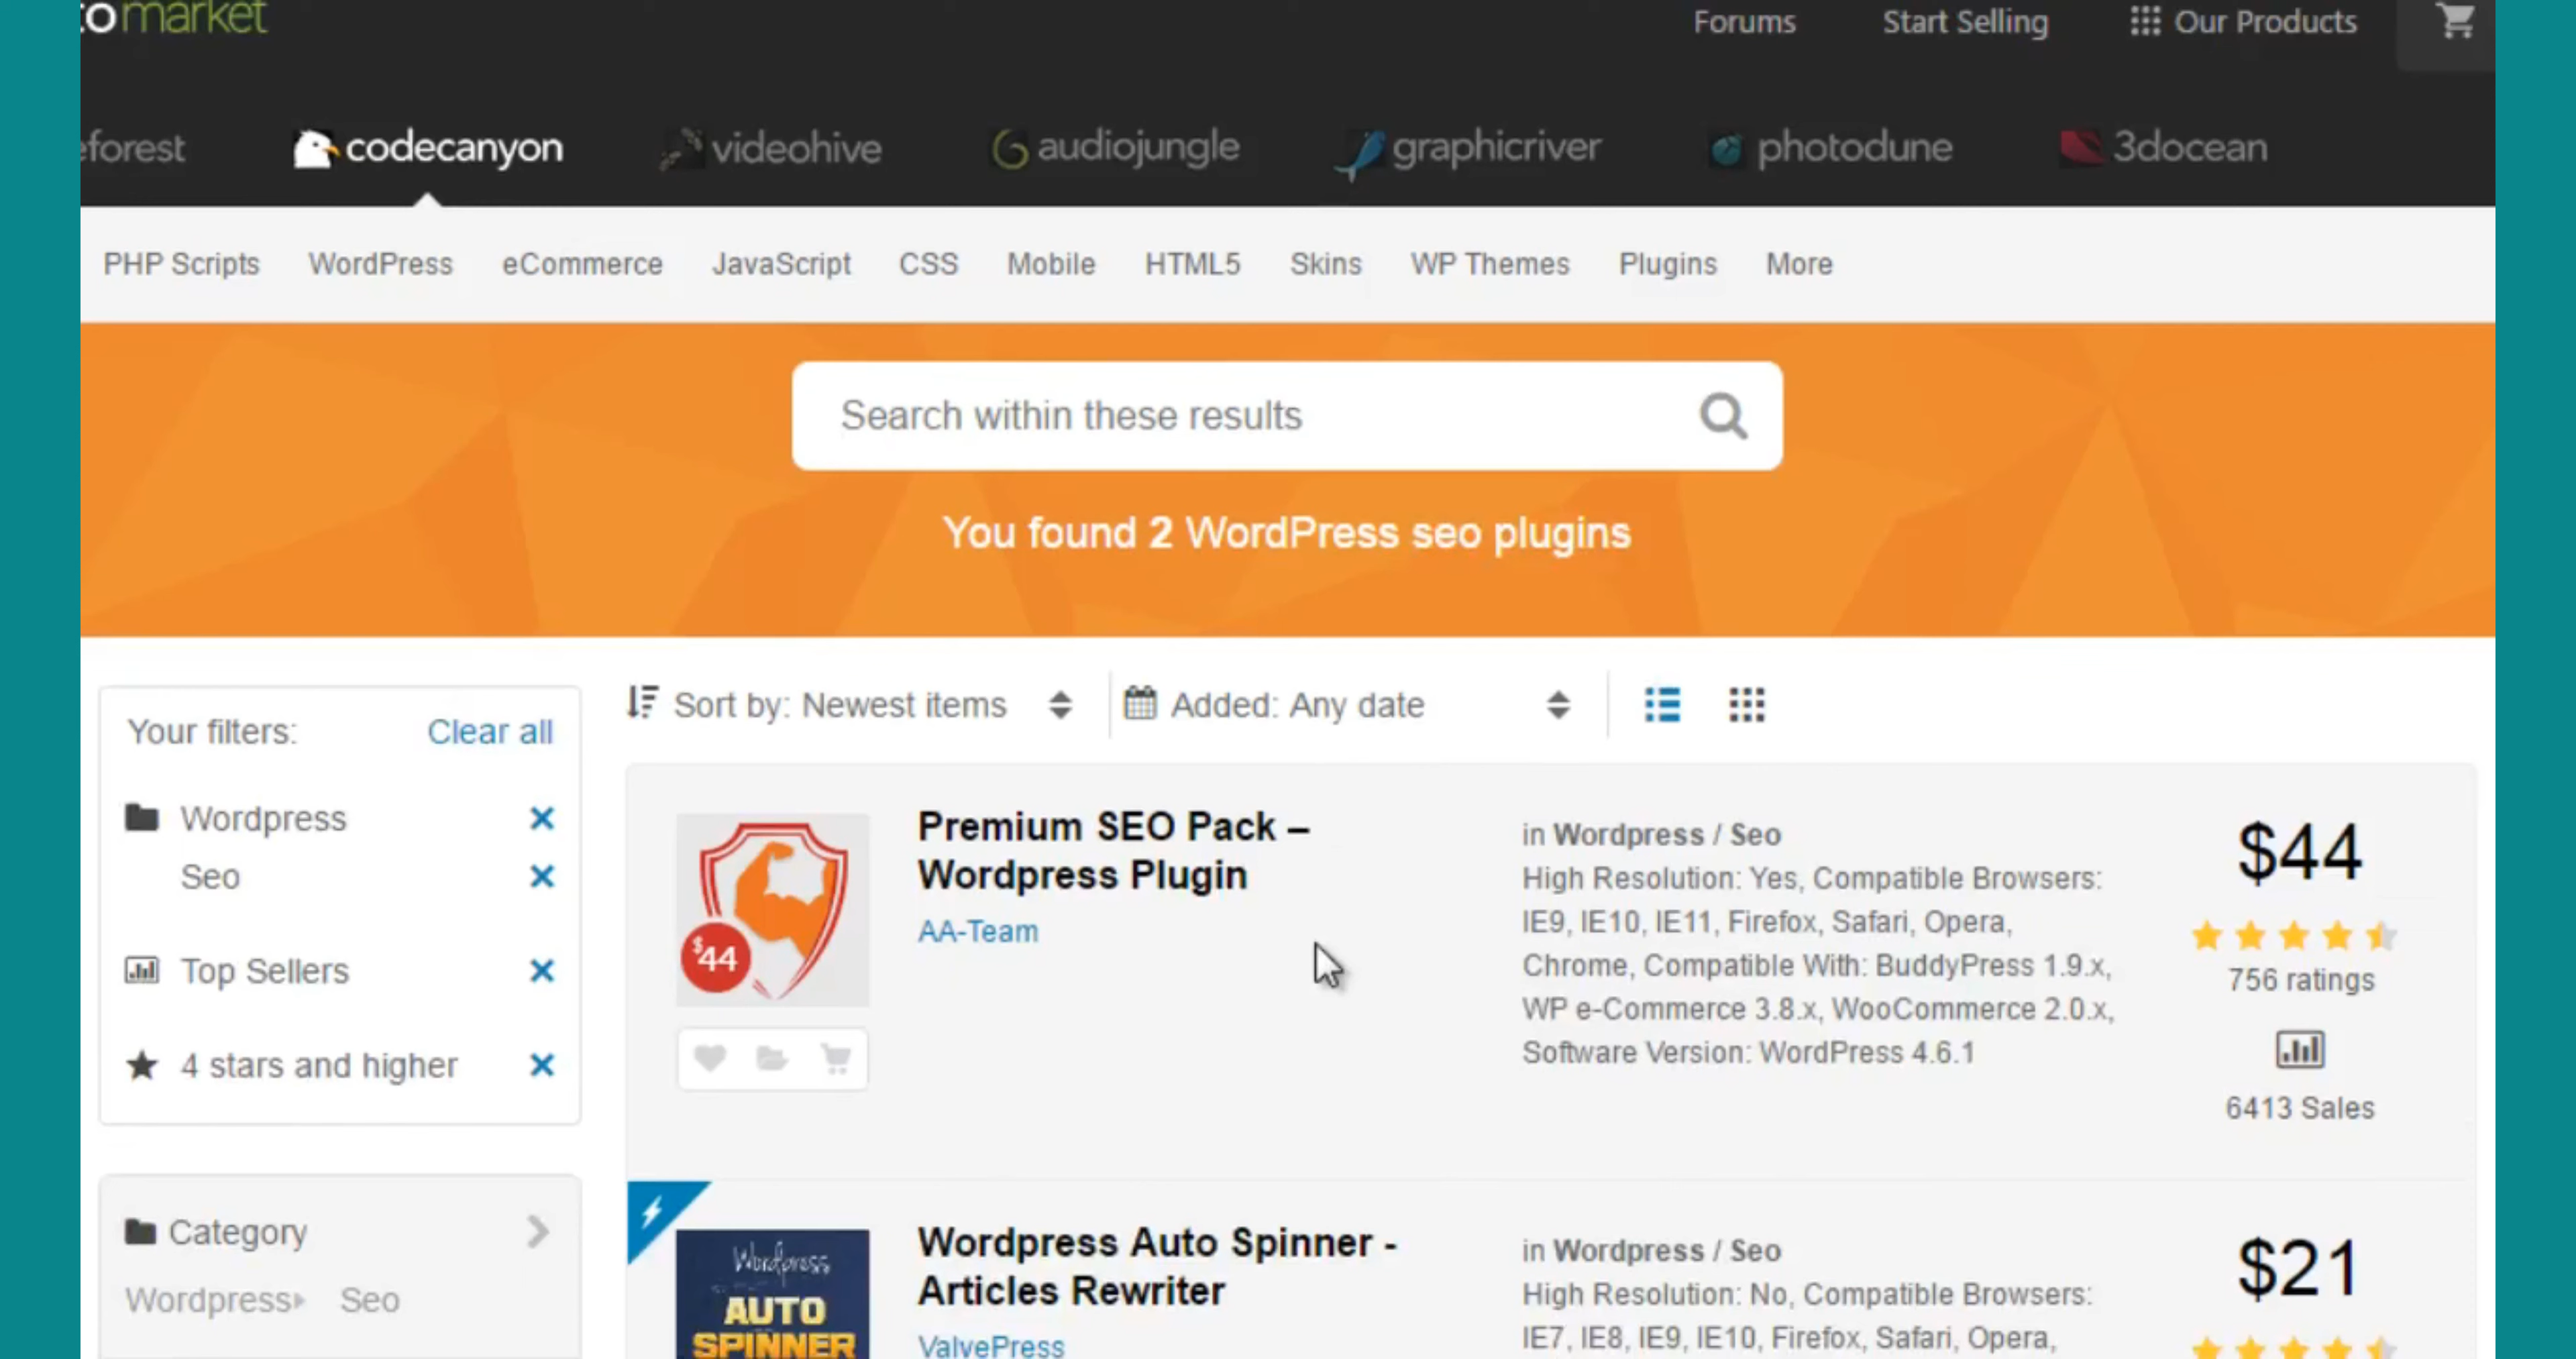 to market
Forums Start Selling Our Products
eforest codecanyon videohive audiojungle graphicriver photodune 3docean
PHP Scripts WordPress eCommerce JavaScript CSS Mobile HTML5 Skins WP Themes Plugins More
Search within these results
You found 2 WordPress seo plugins
Your filters: Clear all
Wordpress
Seo
Top Sellers
4 stars and higher
Category
Wordpress Seo
Sort by: Newest items Added: Any date
$44
Premium SEO Pack –
Wordpress Plugin
AA-Team
in Wordpress / Seo
High Resolution: Yes, Compatible Browsers:
IE9, IE10, IE11, Firefox, Safari, Opera,
Chrome, Compatible With: BuddyPress 1.9.x,
WP e-Commerce 3.8.x, WooCommerce 2.0.x,
Software Version: WordPress 4.6.1
$44
756 ratings
6413 Sales
Wordpress
AUTO
SPINNER
Wordpress Auto Spinner -
Articles Rewriter
ValvePress
in Wordpress / Seo
High Resolution: No, Compatible Browsers:
IE7, IE8, IE9, IE10, Firefox, Safari, Opera,
$21